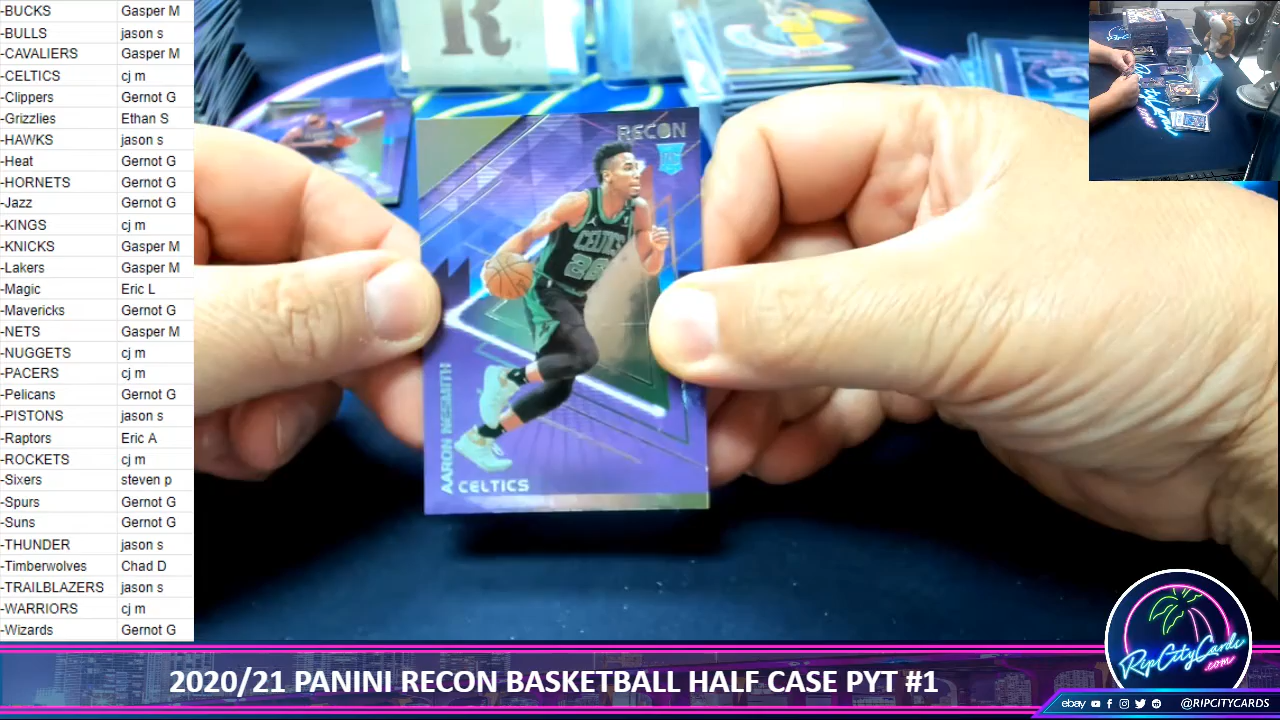 -BUCKS Gasper M
-BULLS jason s
-CAVALIERS Gasper M
-CELTICS cj m
-Clippers Gernot G
-Grizzlies Ethan S
-HAWKS jason s
-Heat Gernot G
-HORNETS Gernot G
-Jazz Gernot G
-KINGS cj m
-KNICKS Gasper M
-Lakers Gasper M
-Magic Eric L
-Mavericks Gernot G
-NETS Gasper M
-NUGGETS cj m
-PACERS cj m
-Pelicans Gernot G
-PISTONS jason s
-Raptors Eric A
-ROCKETS cj m
-Sixers steven p
-Spurs Gernot G
-Suns Gernot G
-THUNDER jason s
-Timberwolves Chad D
-TRAILBLAZERS jason s
-WARRIORS cj m
-Wizards Gernot G
R
RECON
RC
CELTICS
26
AARON NESMITH
CELTICS
RipCityCards
.com
2020/21 PANINI RECON BASKETBALL HALF CASE PYT #1
ebay @RIPCITYCARDS